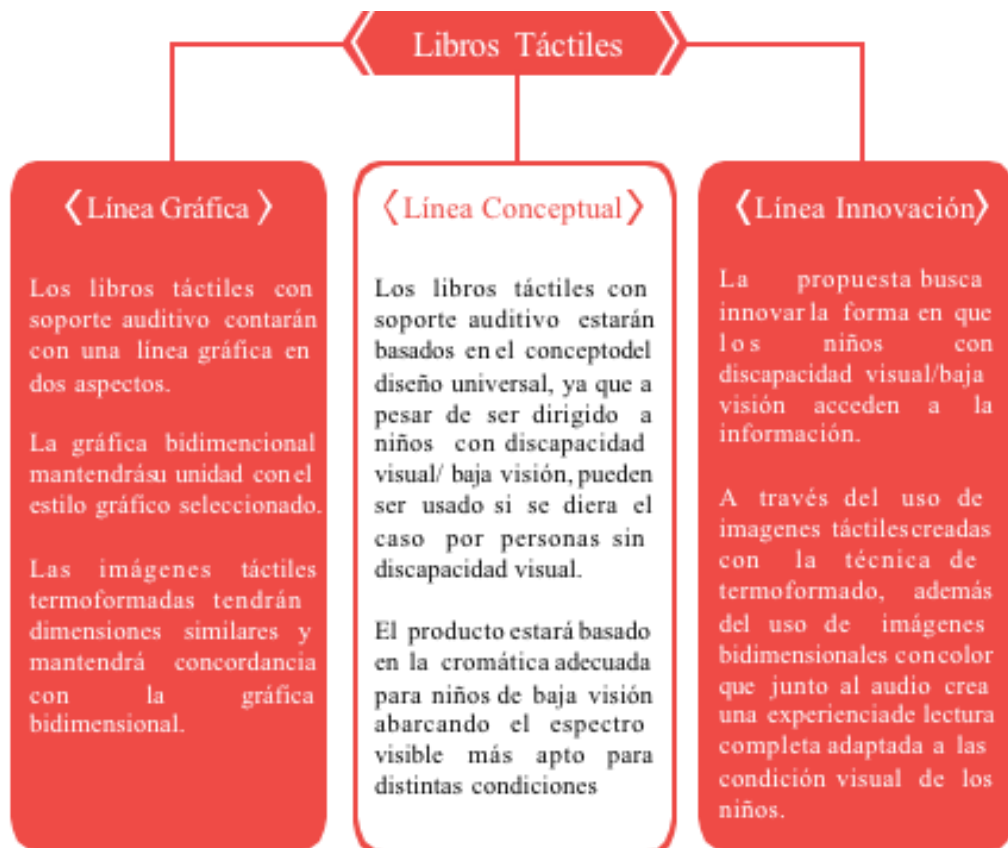 Libros Táctiles
Línea Gráfica
Los libros táctiles con
soporte auditivo contarán
con una línea gráfica en
dos aspectos.
La gráfica bidimencional
mantendrásu unidad con el
estilo gráfico seleccionado.
Las imágenes táctiles
termoformadas tendrán
dimensiones similares y
mantendrá concordancia
con la gráfica
bidimensional.
Línea Conceptual
Los libros táctiles con
soporte auditivo estarán
basados en el conceptodel
diseño universal, ya que a
pesar de ser dirigido a
niños con discapacidad
visual/ baja visión, pueden
ser usado si se diera el
caso por personas sin
discapacidad visual.
El producto estará basado
en la cromática adecuada
para niños de baja visión
abarcando el espectro
visible más apto para
distintas condiciones
Línea Innovación
La propuesta busca
innovar la forma en que
los niños con
discapacidad visual/baja
visión acceden a la
información.
A través del uso de
imagenes táctiles creadas
con la técnica de
termoformado, además
del uso de imágenes
bidimensionales con color
que junto al audio crea
una experiencia de lectura
completa adaptada a las
condición visual de los
niños.